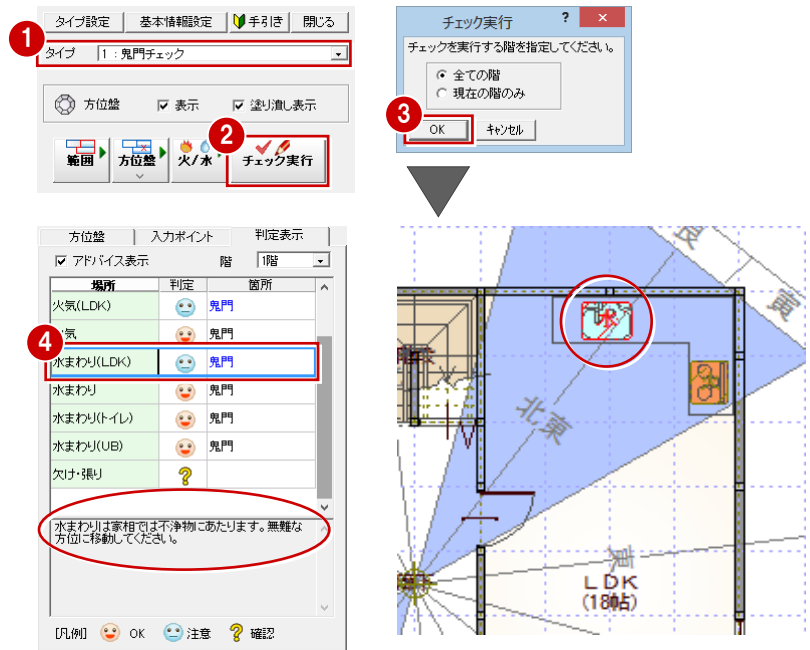 タイプ設定 基本情報設定 手引き 閉じる
1
タイプ 1:鬼門チェック
方位盤 表示 塗り潰し表示
2
範囲 方位盤 火/水 チェック実行
チェック実行 ? ×
チェックを実行する階を指定してください。
全ての階
現在の階のみ
3
OK キャンセル
方位盤 入力ポイント 判定表示
アドバイス表示 階 1階
場所 判定 箇所
火気(LDK) 鬼門
気 鬼門
4
水まわり(LDK) 鬼門
水まわり 鬼門
水まわり(トイレ) 鬼門
水まわり(UB) 鬼門
欠け・張り ?
水まわりは家相では不浄物にあたります。無難な
方位に移動してください。
[凡例] OK 注意 ? 確認
艮
寅
水
北東
東
LDK
(18帖)